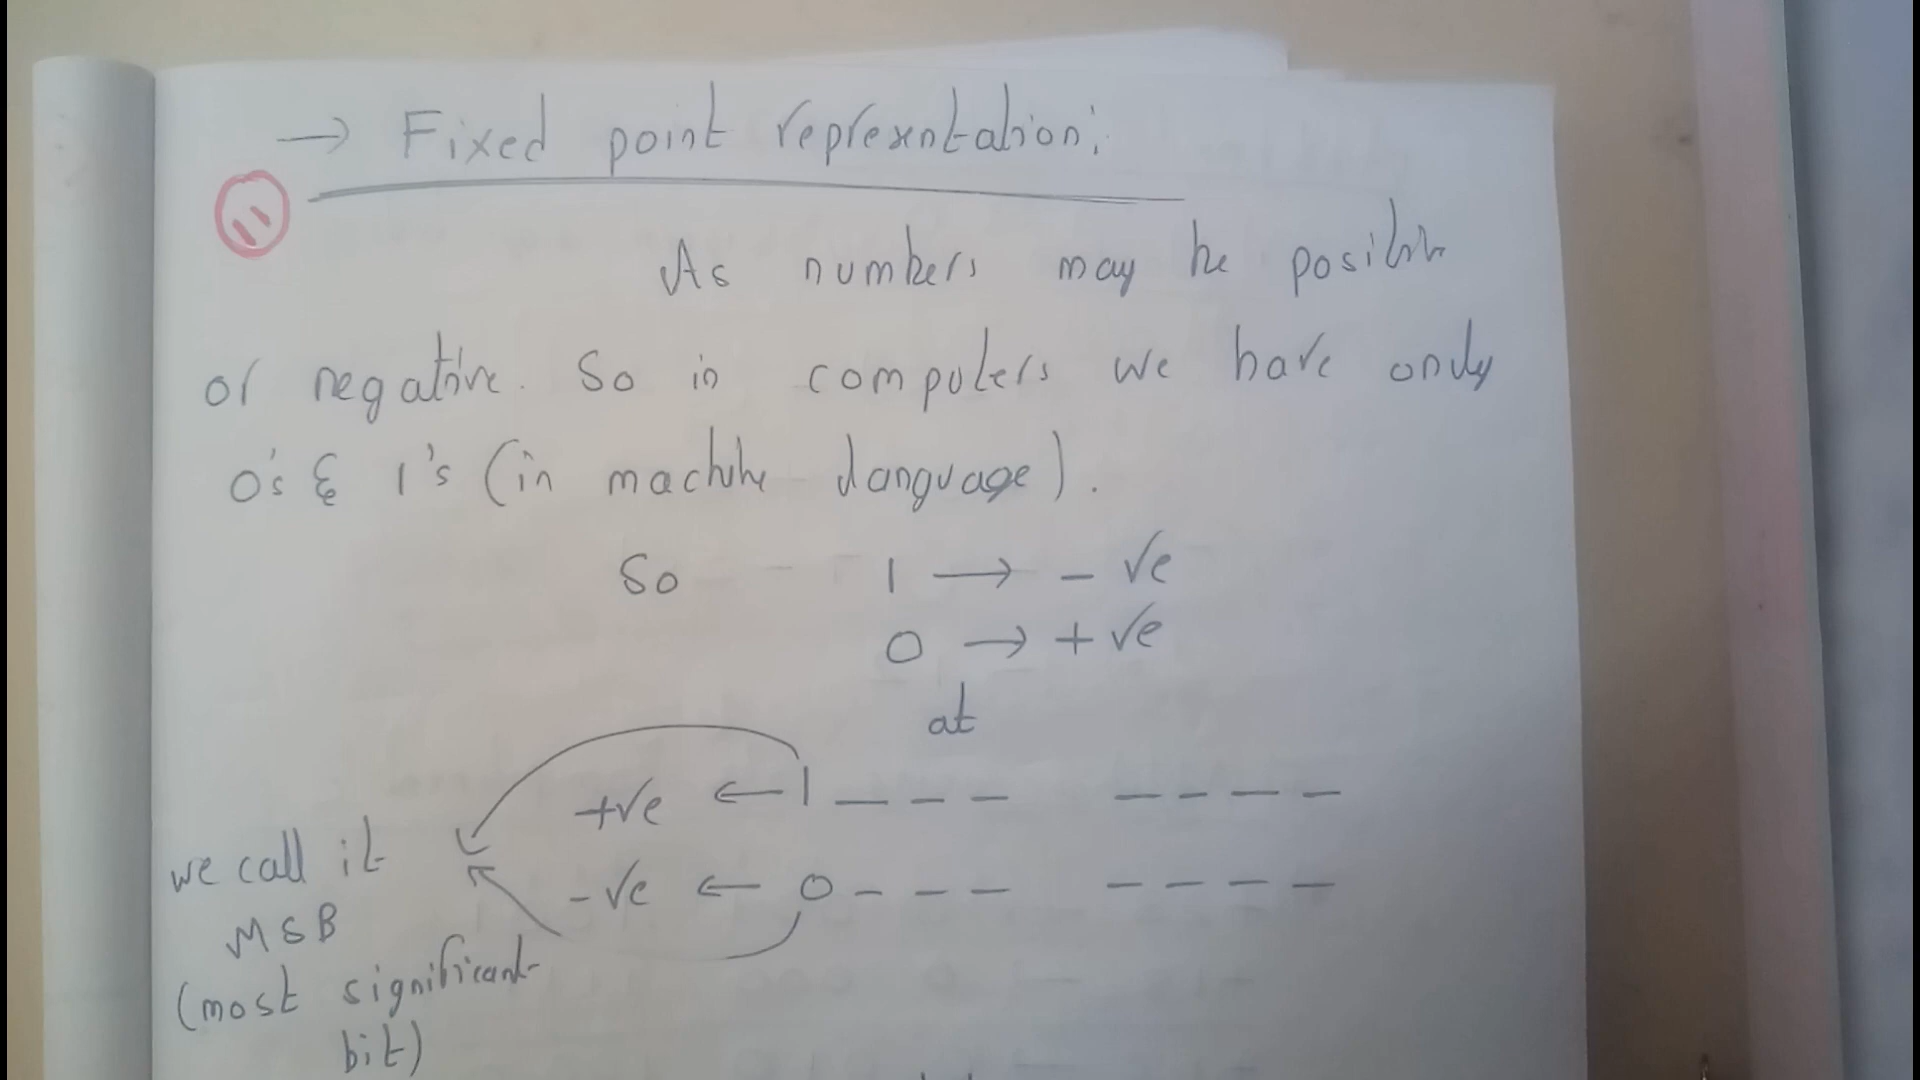 → Fixed point representation:
11
As numbers may be positive
or negative. So in computers we have only
0's & 1's (in machine language).
So 1 → - ve
0 → + ve
at
+ve ← 1 _ _ _ _ _ _ _
-ve ← 0 _ _ _ _ _ _ _
we call it
MSB
(most significant
bit)